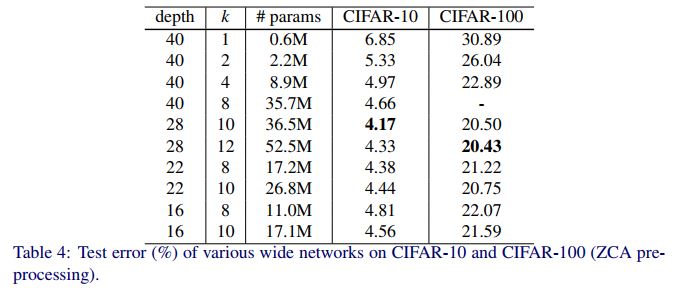 depth k # params CIFAR-10 CIFAR-100
40 1 0.6M 6.85 30.89
40 2 2.2M 5.33 26.04
40 4 8.9M 4.97 22.89
40 8 35.7M 4.66 -
28 10 36.5M 4.17 20.50
28 12 52.5M 4.33 20.43
22 8 17.2M 4.38 21.22
22 10 26.8M 4.44 20.75
16 8 11.0M 4.81 22.07
16 10 17.1M 4.56 21.59
Table 4: Test error (%) of various wide networks on CIFAR-10 and CIFAR-100 (ZCA pre-
processing).